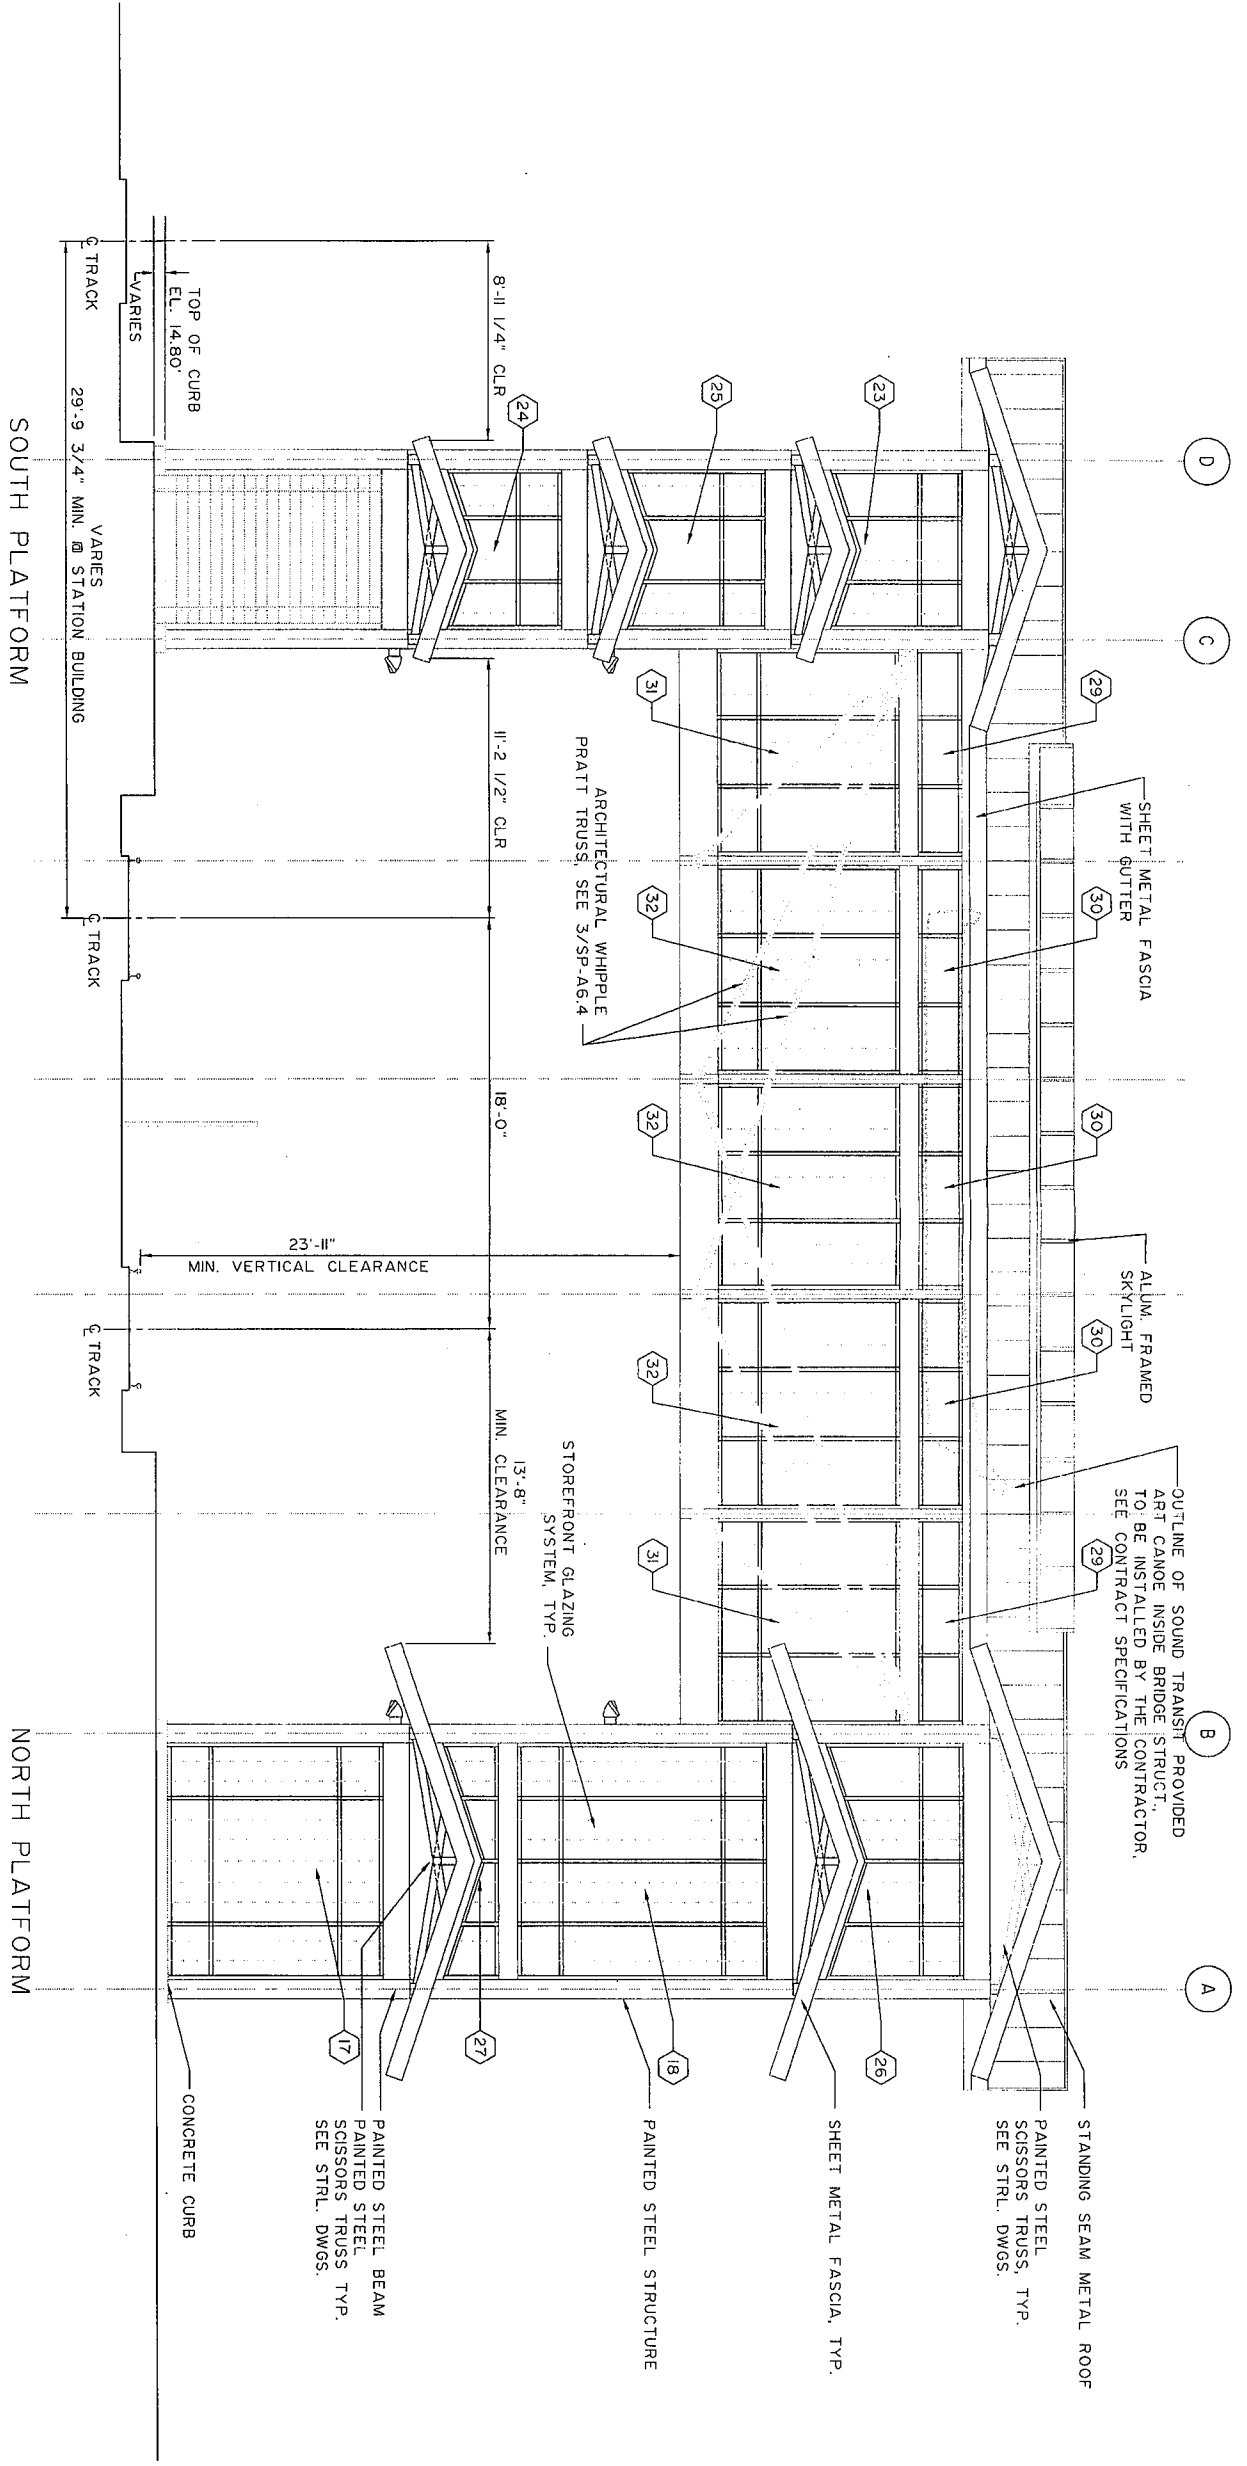 D
C
B
A
SHEET METAL FASCIA
WITH GUTTER
ALUM. FRAMED
SKYLIGHT
OUTLINE OF SOUND TRANSIT PROVIDED
ART CANOE INSIDE BRIDGE STRUCT.,
TO BE INSTALLED BY THE CONTRACTOR,
SEE CONTRACT SPECIFICATIONS
STANDING SEAM METAL ROOF
PAINTED STEEL
SCISSORS TRUSS, TYP.
SEE STRL. DWGS.
29
30
30
30
29
23
25
24
26
SHEET METAL FASCIA, TYP.
31
32
32
32
31
18
PAINTED STEEL STRUCTURE
ARCHITECTURAL WHIPPLE
PRATT TRUSS, SEE 3/SP-A6.4
STOREFRONT GLAZING
SYSTEM, TYP.
8'-11 1/4" CLR
11'-2 1/2" CLR
18'-0"
13'-8"
MIN. CLEARANCE
27
23'-11"
MIN. VERTICAL CLEARANCE
17
PAINTED STEEL BEAM
PAINTED STEEL
SCISSORS TRUSS TYP.
SEE STRL. DWGS.
TOP OF CURB
EL. 14.80'
VARIES
CONCRETE CURB
℄ TRACK
℄ TRACK
℄ TRACK
VARIES
29'-9 3/4" MIN. @ STATION BUILDING
SOUTH PLATFORM
NORTH PLATFORM